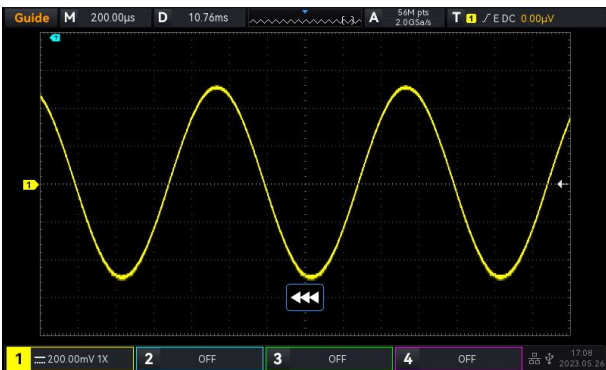 Guide M 200.00μs D 10.76ms A 56M pts 2.0GSa/s T 1 E DC 0.00μV
T
1
1 200.00mV 1X 2 OFF 3 OFF 4 OFF 17:08
2023.05.26